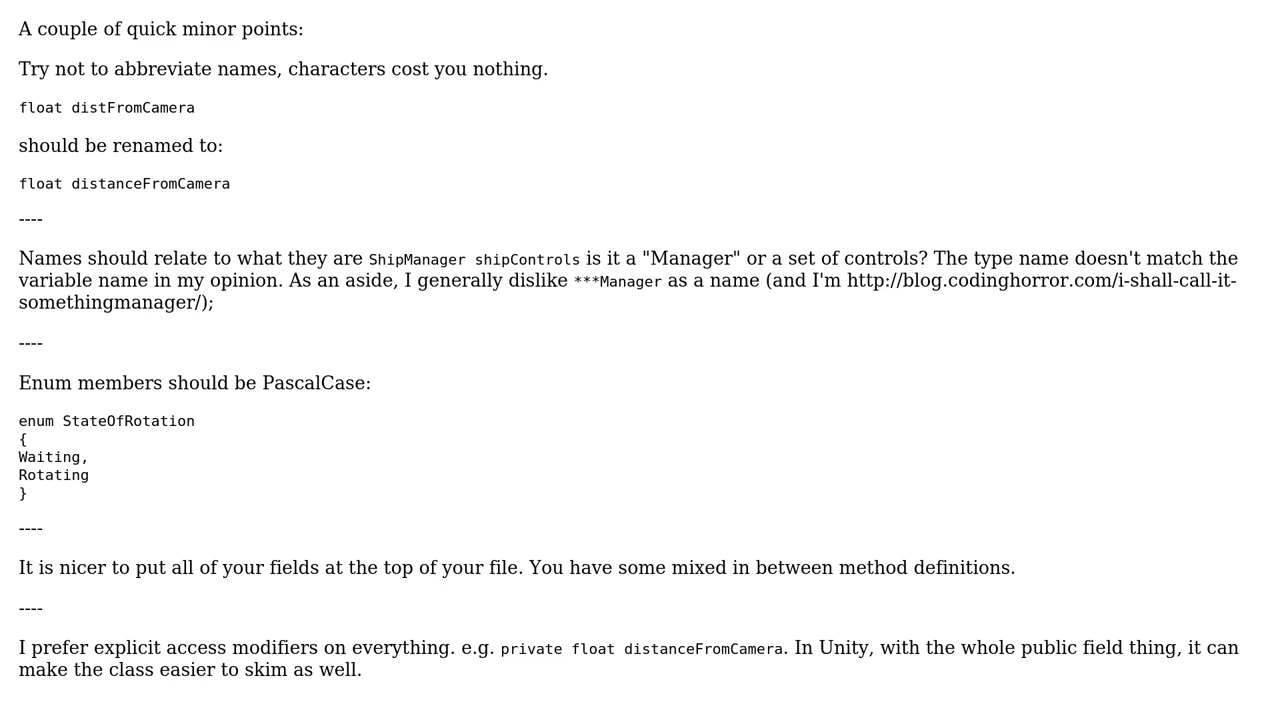 A couple of quick minor points:
Try not to abbreviate names, characters cost you nothing.
float distFromCamera
should be renamed to:
float distanceFromCamera
----
Names should relate to what they are ShipManager shipControls is it a "Manager" or a set of controls? The type name doesn't match the
variable name in my opinion. As an aside, I generally dislike ***Manager as a name (and I'm http://blog.codinghorror.com/i-shall-call-it-
somethingmanager/);
----
Enum members should be PascalCase:
enum StateOfRotation
{
Waiting,
Rotating
}
----
It is nicer to put all of your fields at the top of your file. You have some mixed in between method definitions.
----
I prefer explicit access modifiers on everything. e.g. private float distanceFromCamera. In Unity, with the whole public field thing, it can
make the class easier to skim as well.